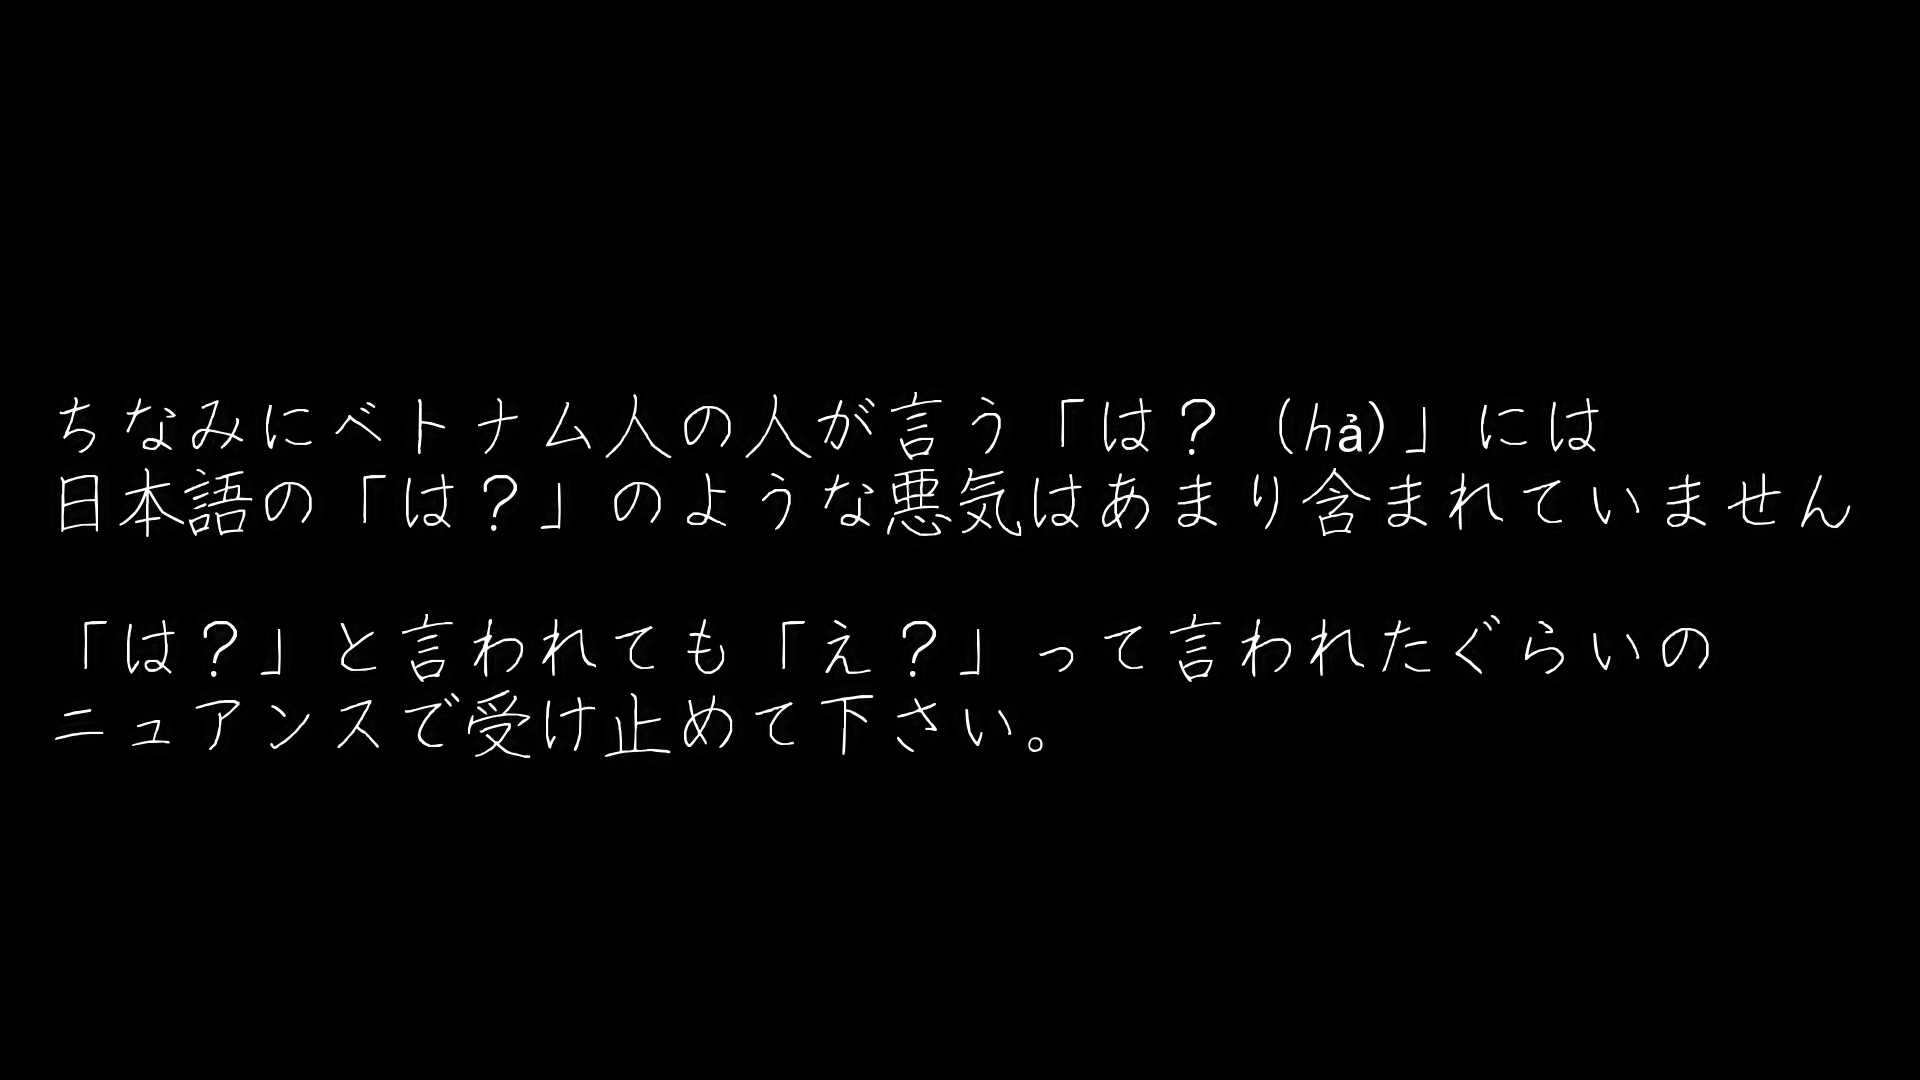 ちなみにベトナム人の人が言う「は？（hả）」には
日本語の「は？」のような悪気はあまり含まれていません
「は？」と言われても「え？」って言われたぐらいの
ニュアンスで受け止めて下さい。